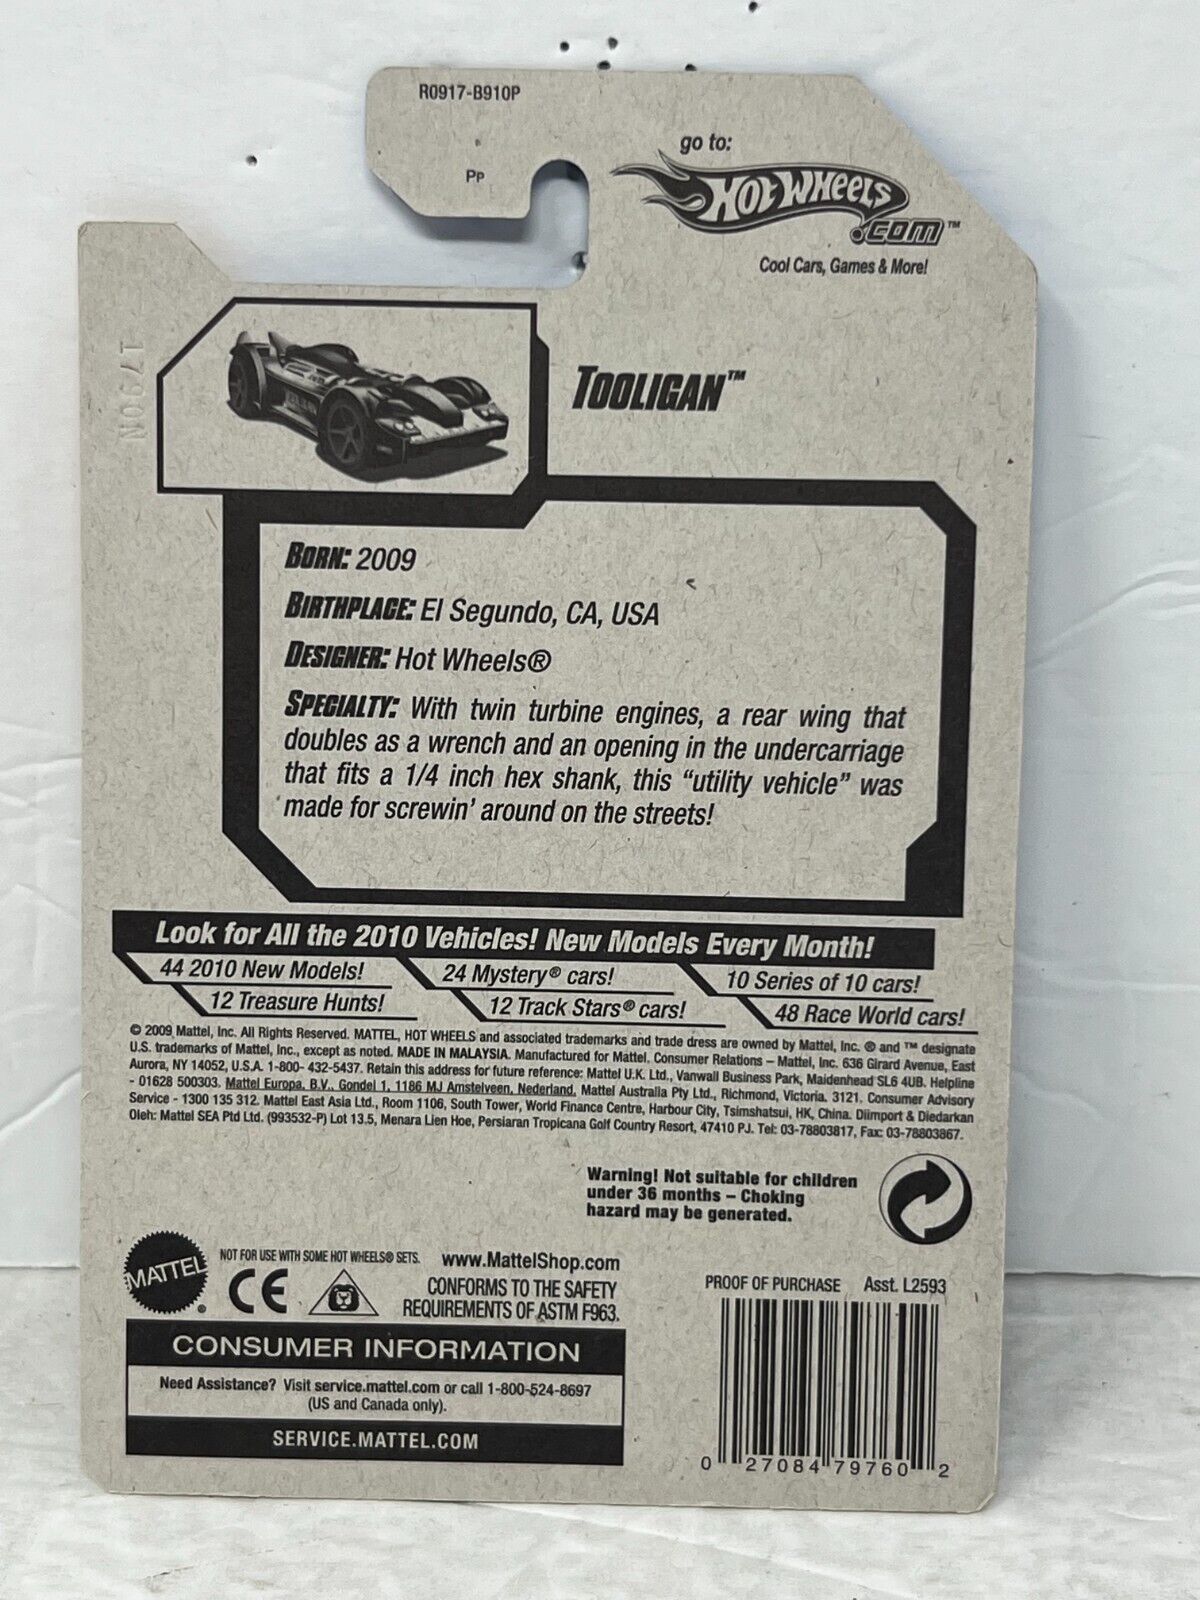 R0917-B910P
PP
go to:
HOT WHEELS
.COM™
Cool Cars, Games & More!
TOOLIGAN™
BORN: 2009
BIRTHPLACE: El Segundo, CA, USA
DESIGNER: Hot Wheels®
SPECIALTY: With twin turbine engines, a rear wing that
doubles as a wrench and an opening in the undercarriage
that fits a 1/4 inch hex shank, this “utility vehicle” was
made for screwin’ around on the streets!
Look for All the 2010 Vehicles! New Models Every Month!
44 2010 New Models! 24 Mystery® cars! 10 Series of 10 cars!
12 Treasure Hunts! 12 Track Stars® cars! 48 Race World cars!
© 2009 Mattel, Inc. All Rights Reserved. MATTEL, HOT WHEELS and associated trademarks and trade dress are owned by Mattel, Inc. ® and ™ designate
U.S. trademarks of Mattel, Inc., except as noted. MADE IN MALAYSIA. Manufactured for Mattel. Consumer Relations – Mattel, Inc. 636 Girard Avenue, East
Aurora, NY 14052, U.S.A. 1-800- 432-5437. Retain this address for future reference: Mattel U.K. Ltd., Vanwall Business Park, Maidenhead SL6 4UB. Helpline
- 01628 500303. Mattel Europa, B.V., Gondel 1, 1186 MJ Amstelveen, Nederland. Mattel Australia Pty Ltd., Richmond, Victoria. 3121. Consumer Advisory
Service - 1300 135 312. Mattel East Asia Ltd., Room 1106, South Tower, World Finance Centre, Harbour City, Tsimshatsui, HK, China. Diimport & Diedarkan
Oleh: Mattel SEA Ptd Ltd. (993532-P) Lot 13.5, Menara Lien Hoe, Persiaran Tropicana Golf Country Resort, 47410 PJ. Tel: 03-78803817, Fax: 03-78803867.
Warning! Not suitable for children
under 36 months – Choking
hazard may be generated.
MATTEL®
NOT FOR USE WITH SOME HOT WHEELS® SETS.
CE
www.MattelShop.com
CONFORMS TO THE SAFETY
REQUIREMENTS OF ASTM F963.
CONSUMER INFORMATION
Need Assistance? Visit service.mattel.com or call 1-800-524-8697
(US and Canada only).
SERVICE.MATTEL.COM
PROOF OF PURCHASE Asst. L2593
0 27084 79760 2